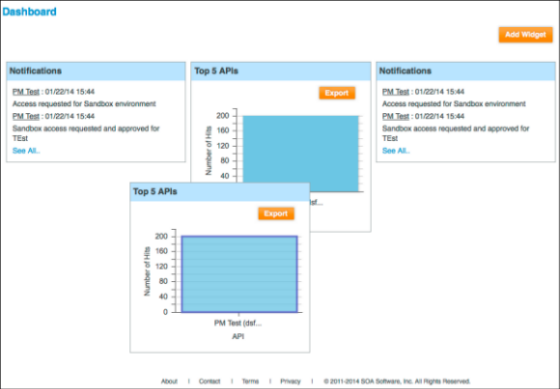 Dashboard
Add Widget
Notifications
PM Test : 01/22/14 15:44
Access requested for Sandbox environment
PM Test : 01/22/14 15:44
Sandbox access requested and approved for
TEst
See All..
Top 5 APIs
Export
Number of Hits
200
160
120
80
40
sf...
Notifications
PM Test : 01/22/14 15:44
Access requested for Sandbox environment
PM Test : 01/22/14 15:44
Sandbox access requested and approved for
TEst
See All..
Top 5 APIs
Export
Number of Hits
200
160
120
80
40
0
PM Test (dsf...
API
About | Contact | Terms | Privacy | © 2011-2014 SOA Software, Inc. All Rights Reserved.